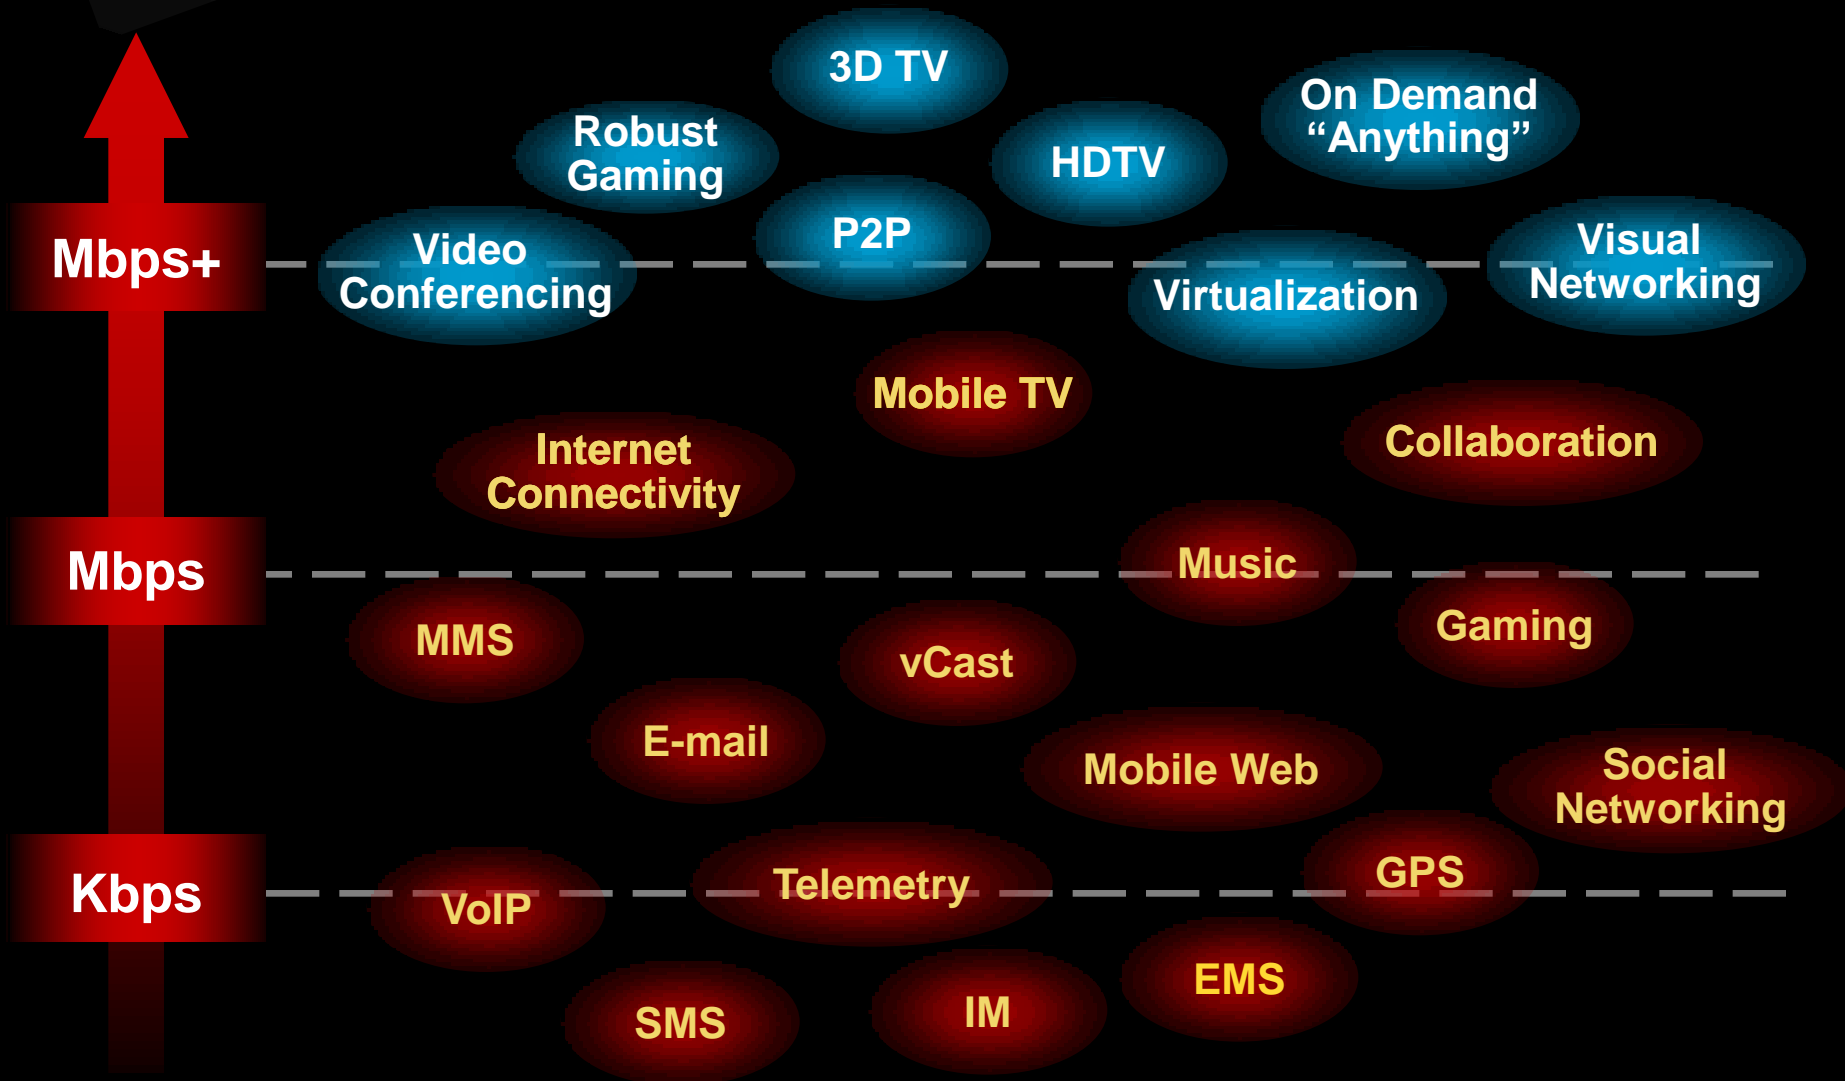 3D TV
On Demand
“Anything”
Robust
Gaming
HDTV
P2P
Mbps+
Video
Conferencing
Virtualization
Visual
Networking
Mobile TV
Internet
Connectivity
Collaboration
Mbps
Music
MMS
vCast
Gaming
E-mail
Mobile Web
Social
Networking
Kbps
VoIP
Telemetry
GPS
SMS
IM
EMS